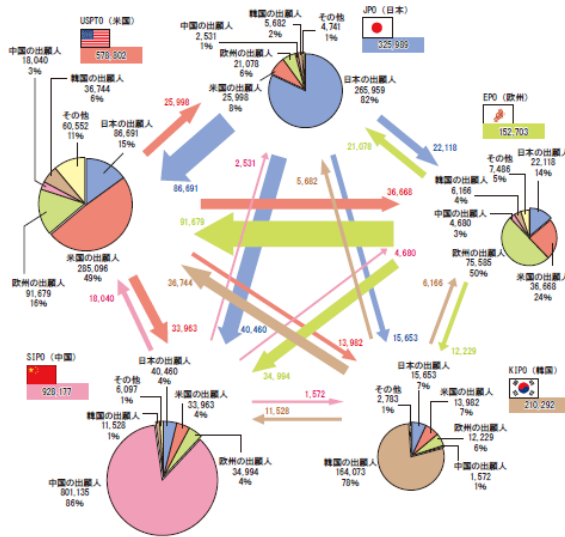 USPTO（米国）
578,802
中国の出願人
18,040
3%
韓国の出願人
36,744
6%
その他
60,552
11%
日本の出願人
86,691
15%
米国の出願人
285,096
49%
欧州の出願人
91,679
16%
JPO（日本）
325,989
中国の出願人
2,531
1%
韓国の出願人
5,682
2%
その他
4,741
1%
欧州の出願人
21,078
6%
米国の出願人
25,998
8%
日本の出願人
265,959
82%
EPO（欧州）
152,703
その他
7,486
5%
日本の出願人
22,118
14%
韓国の出願人
6,166
4%
中国の出願人
4,680
3%
欧州の出願人
75,585
50%
米国の出願人
36,668
24%
25,998
86,691
2,531
5,682
21,078
22,118
36,668
91,679
4,680
36,744
18,040
33,963
40,460
13,982
15,653
6,166
12,229
34,994
1,572
11,528
SIPO（中国）
928,177
日本の出願人
40,460
4%
その他
6,097
1%
米国の出願人
33,963
4%
韓国の出願人
11,528
1%
欧州の出願人
34,994
4%
中国の出願人
801,135
86%
KIPO（韓国）
210,292
日本の出願人
15,653
7%
その他
2,783
1%
米国の出願人
13,982
7%
欧州の出願人
12,229
6%
中国の出願人
1,572
1%
韓国の出願人
164,073
78%